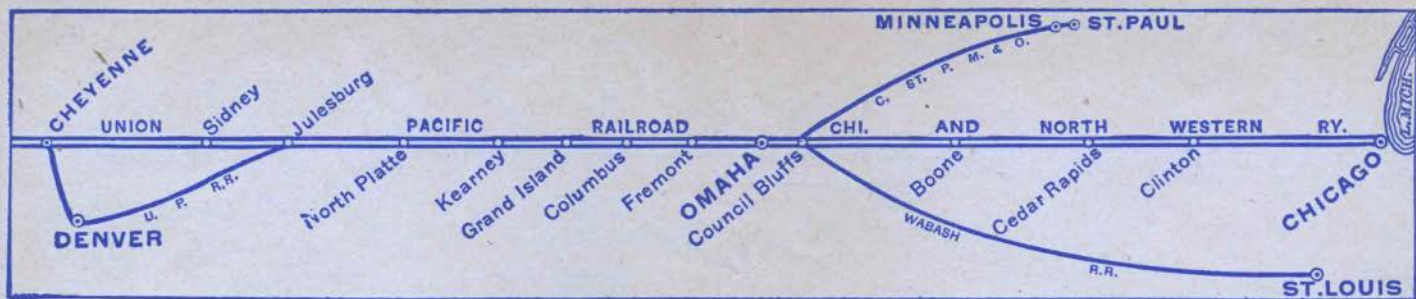 MINNEAPOLIS ST. PAUL
C. ST. P. M. & O.
L. MICH.
CHEYENNE
Sidney
Julesburg
UNION PACIFIC RAILROAD CHI. AND NORTH WESTERN RY.
North Platte
Kearney
Grand Island
Columbus
Fremont
OMAHA
Council Bluffs
Boone
Cedar Rapids
Clinton
CHICAGO
U. P. R.R.
DENVER
WABASH R.R.
ST. LOUIS